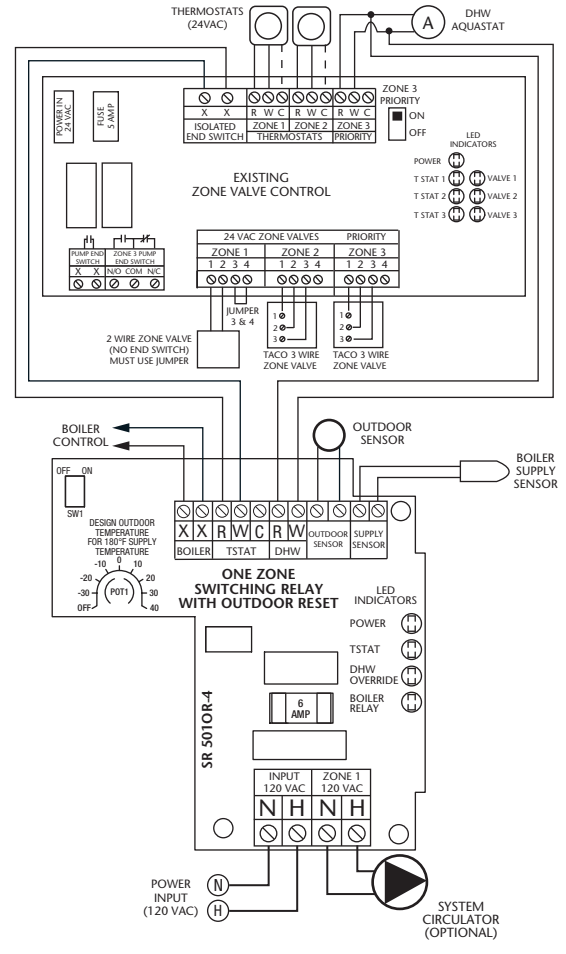 THERMOSTATS
(24VAC)
A
DHW
AQUASTAT
POWER IN
24 VAC
FUSE
5 AMP
X X R W C R W C R W C
ISOLATED
END SWITCH
ZONE 1 ZONE 2 ZONE 3
THERMOSTATS PRIORITY
ZONE 3
PRIORITY
ON
OFF
LED
INDICATORS
POWER
T STAT 1 VALVE 1
T STAT 2 VALVE 2
T STAT 3 VALVE 3
EXISTING
ZONE VALVE CONTROL
PUMP END
SWITCH
X X
ZONE 3 PUMP
END SWITCH
N/O COM N/C
24 VAC ZONE VALVES PRIORITY
ZONE 1 ZONE 2 ZONE 3
1 2 3 4 1 2 3 4 1 2 3 4
JUMPER
3 & 4
2 WIRE ZONE VALVE
(NO END SWITCH)
MUST USE JUMPER
1
2
3
TACO 3 WIRE
ZONE VALVE
1
2
3
TACO 3 WIRE
ZONE VALVE
BOILER
CONTROL
OUTDOOR
SENSOR
BOILER
SUPPLY
SENSOR
OFF ON
SW1
DESIGN OUTDOOR
TEMPERATURE
FOR 180°F SUPPLY
TEMPERATURE
-10 0 10
-20 20
-30 POT1 30
OFF 40
X X R W C R W
OUTDOOR
SENSOR
SUPPLY
SENSOR
BOILER TSTAT DHW
ONE ZONE
SWITCHING RELAY
WITH OUTDOOR RESET
LED
INDICATORS
POWER
TSTAT
DHW
OVERRIDE
BOILER
RELAY
SR 501OR-4
6
AMP
INPUT
120 VAC
ZONE 1
120 VAC
N H N H
POWER
INPUT
(120 VAC)
N
H
SYSTEM
CIRCULATOR
(OPTIONAL)